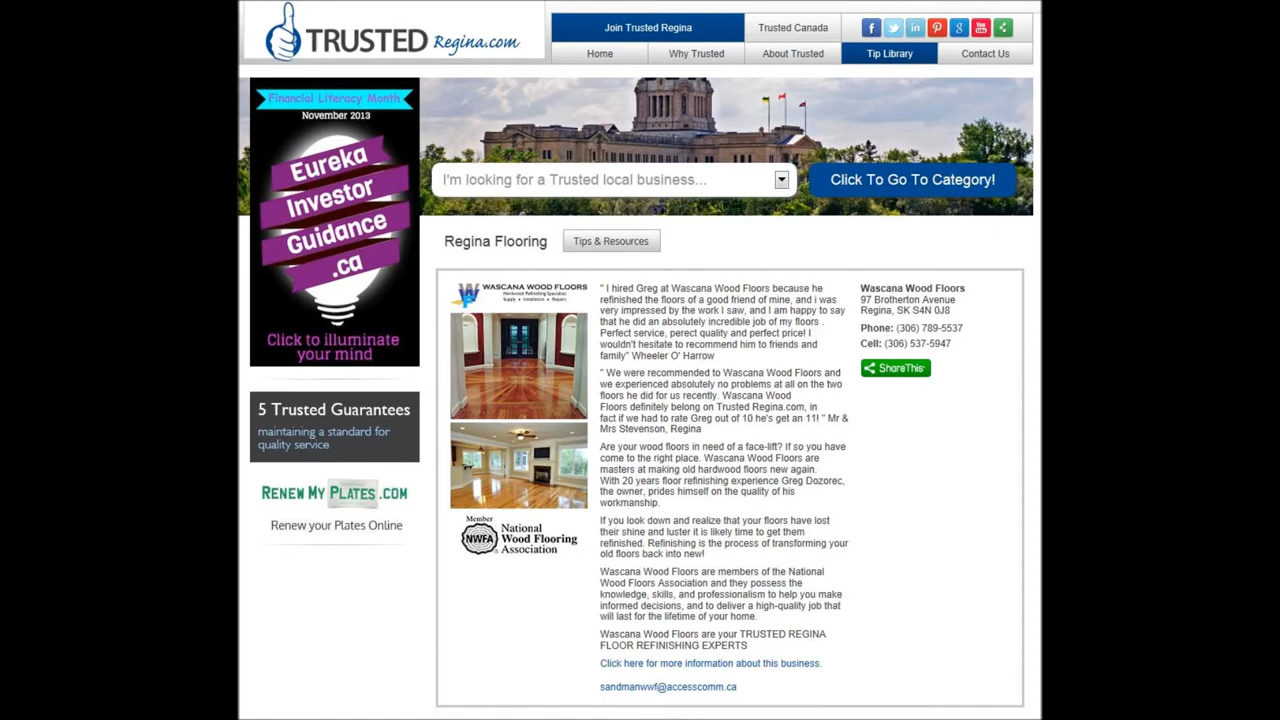 TRUSTED Regina.com
Join Trusted Regina
Trusted Canada
Home
Why Trusted
About Trusted
Tip Library
Contact Us
Financial Literacy Month
November 2013
Eureka
Investor
Guidance
.ca
Click to illuminate
your mind
I'm looking for a Trusted local business...
Click To Go To Category!
5 Trusted Guarantees
maintaining a standard for
quality service
RENEW MY PLATES.COM
Renew your Plates Online
Regina Flooring
Tips & Resources
WASCANA WOOD FLOORS
Hardwood Refinishing Specialists
Supply • Installation • Repairs
Member
NWFA
National
Wood Flooring
Association
" I hired Greg at Wascana Wood Floors because he
refinished the floors of a good friend of mine, and i was
very impressed by the work I saw, and I am happy to say
that he did an absolutely incredible job of my floors .
Perfect service, perect quality and perfect price! I
wouldn't hesitate to recommend him to friends and
family" Wheeler O' Harrow
" We were recommended to Wascana Wood Floors and
we experienced absolutely no problems at all on the two
floors he did for us recently. Wascana Wood
Floors definitely belong on Trusted Regina.com, in
fact if we had to rate Greg out of 10 he's get an 11! " Mr &
Mrs Stevenson, Regina
Are your wood floors in need of a face-lift? If so you have
come to the right place. Wascana Wood Floors are
masters at making old hardwood floors new again.
With 20 years floor refinishing experience Greg Dozorec,
the owner, prides himself on the quality of his
workmanship.
If you look down and realize that your floors have lost
their shine and luster it is likely time to get them
refinished. Refinishing is the process of transforming your
old floors back into new!
Wascana Wood Floors are members of the National
Wood Floors Association and they possess the
knowledge, skills, and professionalism to help you make
informed decisions, and to deliver a high-quality job that
will last for the lifetime of your home.
Wascana Wood Floors are your TRUSTED REGINA
FLOOR REFINISHING EXPERTS
Click here for more information about this business.
sandmanwwf@accesscomm.ca
Wascana Wood Floors
97 Brotherton Avenue
Regina, SK S4N 0J8
Phone: (306) 789-5537
Cell: (306) 537-5947
ShareThis